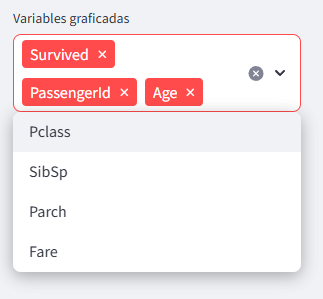 Variables graficadas
Survived ×
PassengerId × Age ×
Pclass
SibSp
Parch
Fare